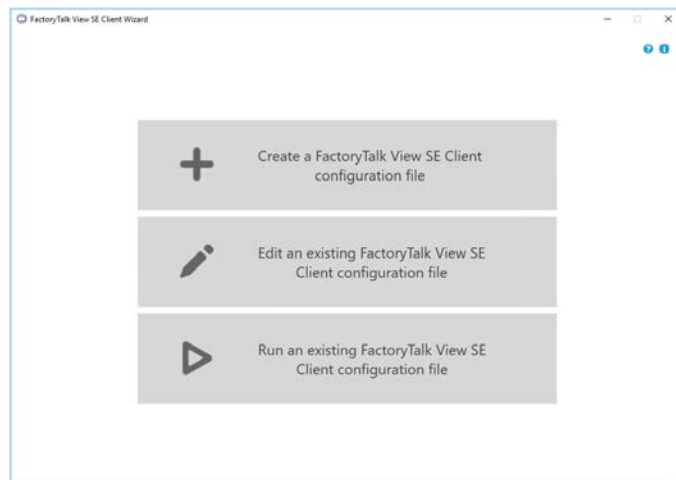 FactoryTalk View SE Client Wizard
Create a FactoryTalk View SE Client
configuration file
Edit an existing FactoryTalk View SE
Client configuration file
Run an existing FactoryTalk View SE
Client configuration file